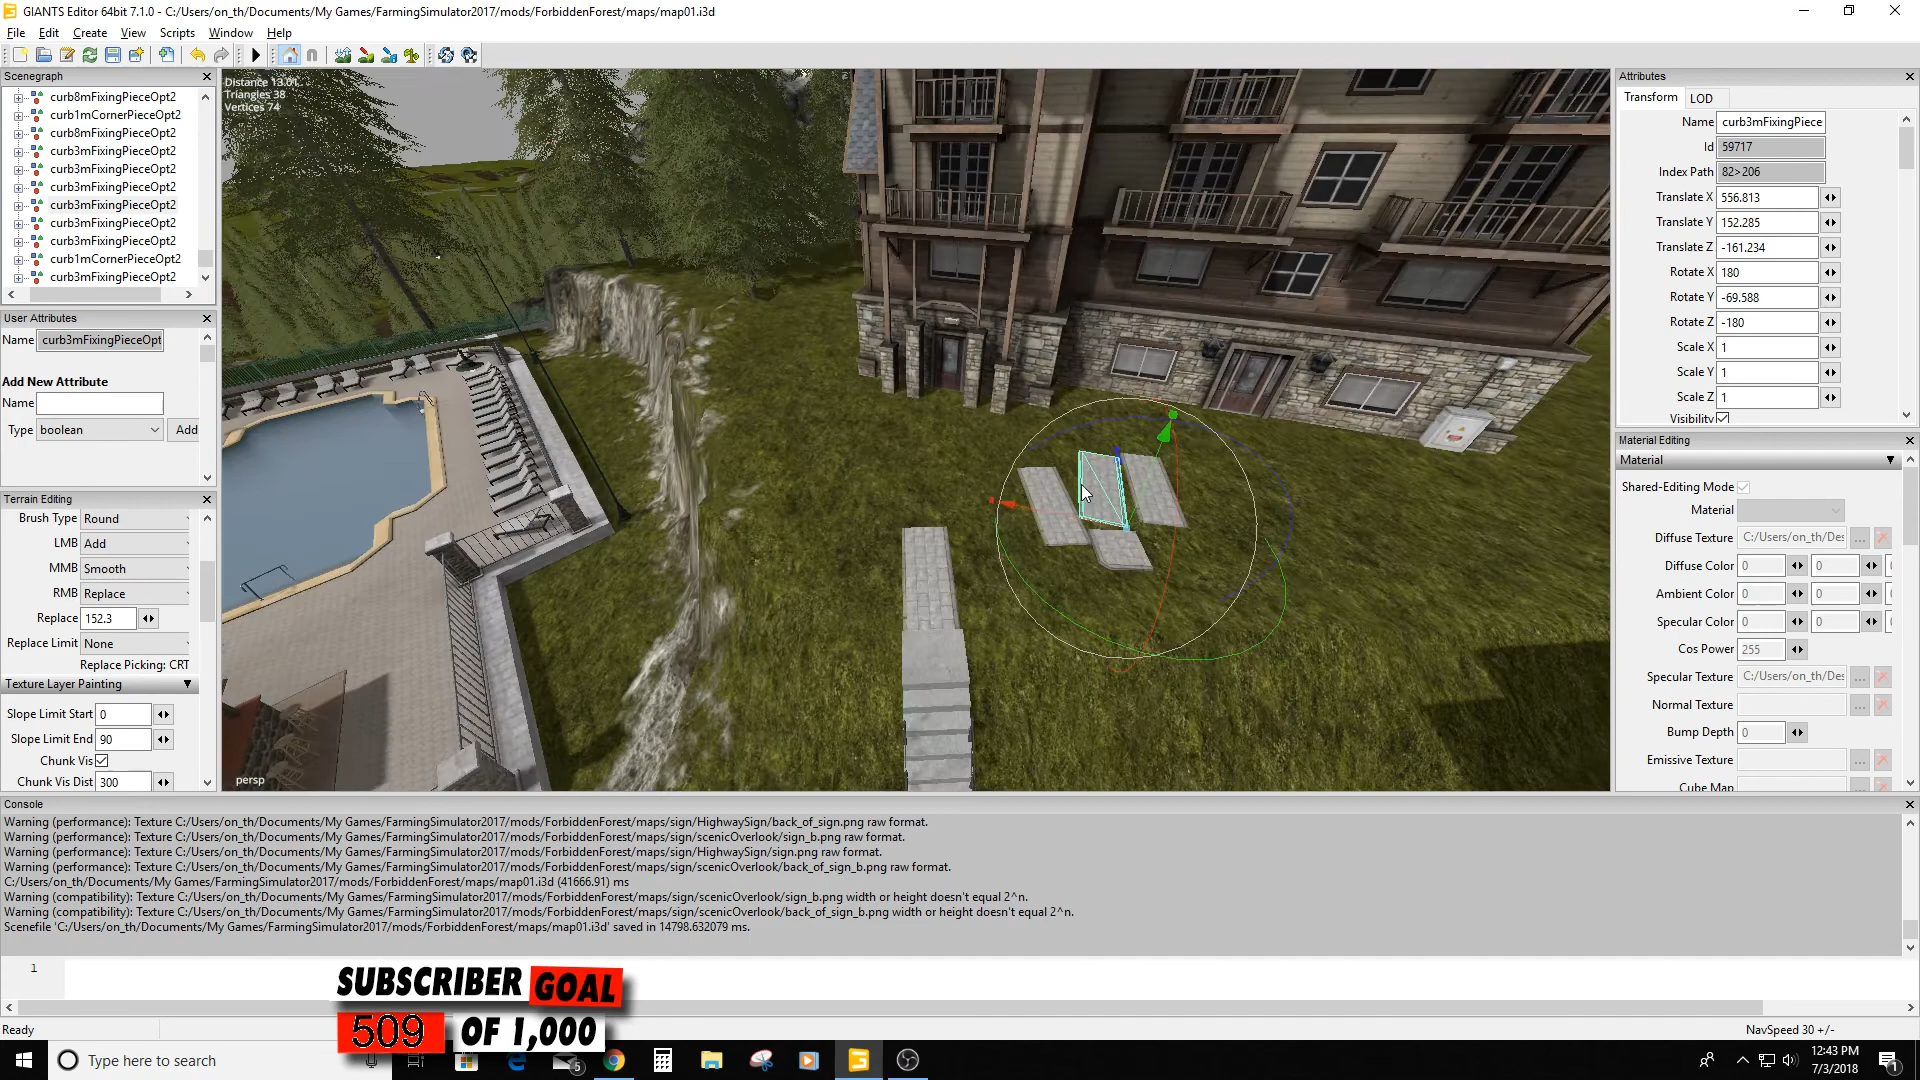 GIANTS Editor 64bit 7.1.0 - C:/Users/on_th/Documents/My Games/FarmingSimulator2017/mods/ForbiddenForest/maps/map01.i3d
File Edit Create View Scripts Window Help
Scenegraph
curb8mFixingPieceOpt2
curb1mCornerPieceOpt2
curb8mFixingPieceOpt2
curb3mFixingPieceOpt2
curb3mFixingPieceOpt2
curb3mFixingPieceOpt2
curb3mFixingPieceOpt2
curb3mFixingPieceOpt2
curb3mFixingPieceOpt2
curb1mCornerPieceOpt2
curb3mFixingPieceOpt2
User Attributes
Name curb3mFixingPieceOpt
Add New Attribute
Name
Type boolean Add
Terrain Editing
Brush Type Round
LMB Add
MMB Smooth
RMB Replace
Replace 152.3
Replace Limit None
Replace Picking: CRT
Texture Layer Painting
Slope Limit Start 0
Slope Limit End 90
Chunk Vis
Chunk Vis Dist 300
Triangles 38
Vertices 74
persp
Attributes
Transform LOD
Name curb3mFixingPiece
Id 59717
Index Path 82>206
Translate X 556.813
Translate Y 152.285
Translate Z -161.234
Rotate X 180
Rotate Y -69.588
Rotate Z -180
Scale X 1
Scale Y 1
Scale Z 1
Visibility
Material Editing
Material
Shared-Editing Mode
Material
Diffuse Texture C:/Users/on_th/Des ...
Diffuse Color 0 0
Ambient Color 0 0
Specular Color 0 0
Cos Power 255
Specular Texture C:/Users/on_th/Des ...
Normal Texture ...
Bump Depth 0
Emissive Texture ...
Cube Map
Console
Warning (performance): Texture C:/Users/on_th/Documents/My Games/FarmingSimulator2017/mods/ForbiddenForest/maps/sign/HighwaySign/back_of_sign.png raw format.
Warning (performance): Texture C:/Users/on_th/Documents/My Games/FarmingSimulator2017/mods/ForbiddenForest/maps/sign/scenicOverlook/sign_b.png raw format.
Warning (performance): Texture C:/Users/on_th/Documents/My Games/FarmingSimulator2017/mods/ForbiddenForest/maps/sign/HighwaySign/sign.png raw format.
Warning (performance): Texture C:/Users/on_th/Documents/My Games/FarmingSimulator2017/mods/ForbiddenForest/maps/sign/scenicOverlook/back_of_sign_b.png raw format.
C:/Users/on_th/Documents/My Games/FarmingSimulator2017/mods/ForbiddenForest/maps/map01.i3d (41666.91) ms
Warning (compatibility): Texture C:/Users/on_th/Documents/My Games/FarmingSimulator2017/mods/ForbiddenForest/maps/sign/scenicOverlook/sign_b.png width or height doesn't equal 2^n.
Warning (compatibility): Texture C:/Users/on_th/Documents/My Games/FarmingSimulator2017/mods/ForbiddenForest/maps/sign/scenicOverlook/back_of_sign_b.png width or height doesn't equal 2^n.
Scenefile 'C:/Users/on_th/Documents/My Games/FarmingSimulator2017/mods/ForbiddenForest/maps/map01.i3d' saved in 14798.632079 ms.
1
SUBSCRIBER GOAL
509 OF 1,000
Ready
NavSpeed 30 +/-
Type here to search
5
12:43 PM
7/3/2018
1